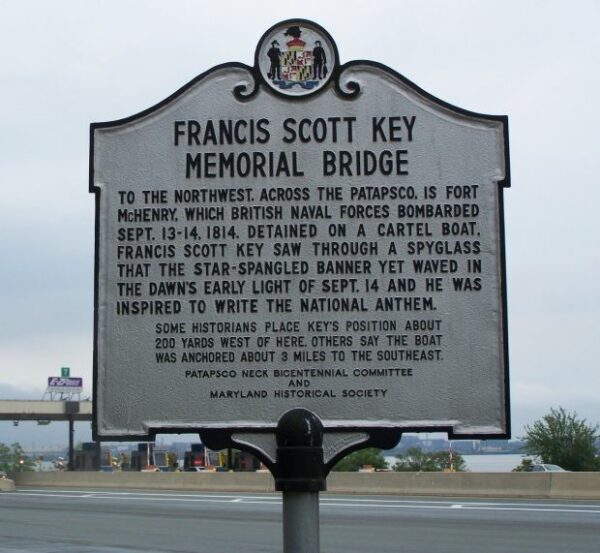 FRANCIS SCOTT KEY
MEMORIAL BRIDGE
TO THE NORTHWEST, ACROSS THE PATAPSCO, IS FORT
McHENRY, WHICH BRITISH NAVAL FORCES BOMBARDED
SEPT. 13-14, 1814. DETAINED ON A CARTEL BOAT,
FRANCIS SCOTT KEY SAW THROUGH A SPYGLASS
THAT THE STAR-SPANGLED BANNER YET WAVED IN
THE DAWN'S EARLY LIGHT OF SEPT. 14 AND HE WAS
INSPIRED TO WRITE THE NATIONAL ANTHEM.
SOME HISTORIANS PLACE KEY'S POSITION ABOUT
200 YARDS WEST OF HERE. OTHERS SAY THE BOAT
WAS ANCHORED ABOUT 3 MILES TO THE SOUTHEAST.
PATAPSCO NECK BICENTENNIAL COMMITTEE
AND
MARYLAND HISTORICAL SOCIETY
7
E-ZPass